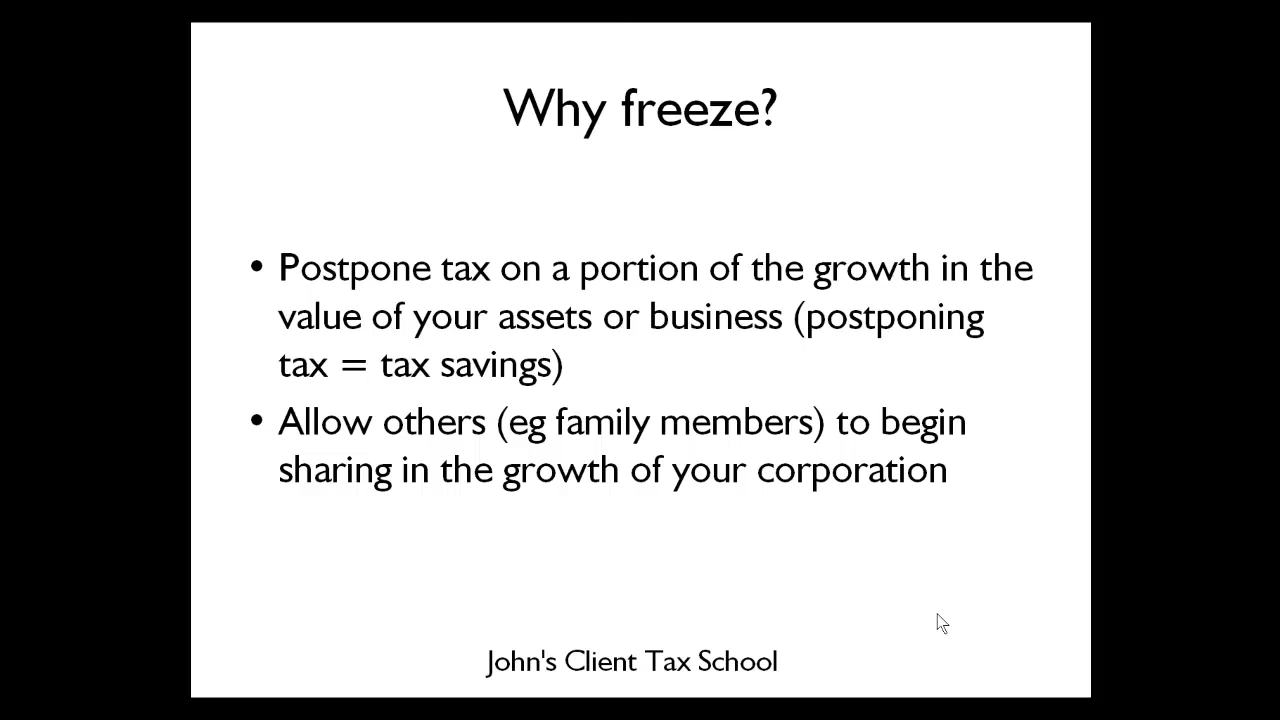 Why freeze?
• Postpone tax on a portion of the growth in the
value of your assets or business (postponing
tax = tax savings)
• Allow others (eg family members) to begin
sharing in the growth of your corporation
John's Client Tax School